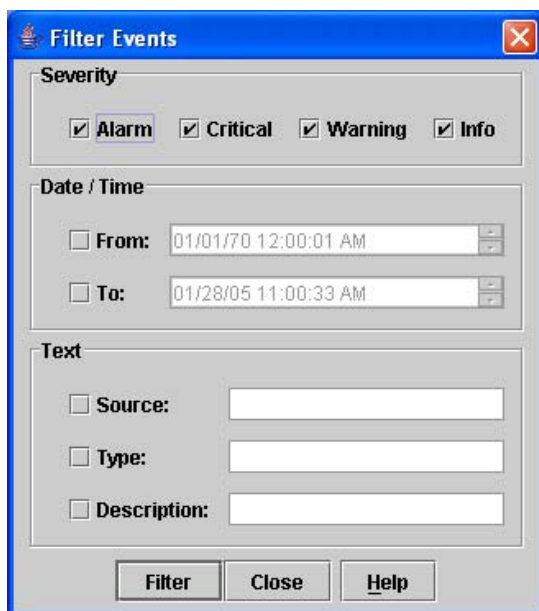 Filter Events
Severity
Alarm Critical Warning Info
Date / Time
From: 01/01/70 12:00:01 AM
To: 01/28/05 11:00:33 AM
Text
Source:
Type:
Description:
Filter Close Help